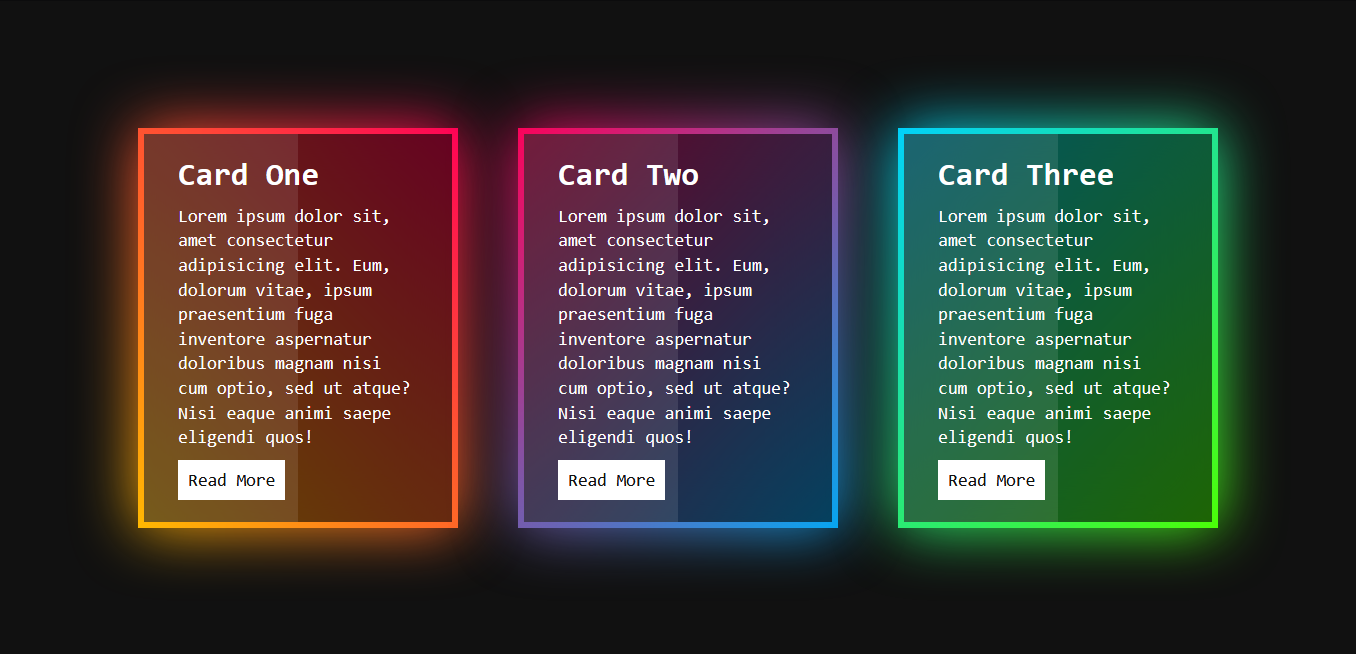 Card One
Lorem ipsum dolor sit,
amet consectetur
adipisicing elit. Eum,
dolorum vitae, ipsum
praesentium fuga
inventore aspernatur
doloribus magnam nisi
cum optio, sed ut atque?
Nisi eaque animi saepe
eligendi quos!
Read More
Card Two
Lorem ipsum dolor sit,
amet consectetur
adipisicing elit. Eum,
dolorum vitae, ipsum
praesentium fuga
inventore aspernatur
doloribus magnam nisi
cum optio, sed ut atque?
Nisi eaque animi saepe
eligendi quos!
Read More
Card Three
Lorem ipsum dolor sit,
amet consectetur
adipisicing elit. Eum,
dolorum vitae, ipsum
praesentium fuga
inventore aspernatur
doloribus magnam nisi
cum optio, sed ut atque?
Nisi eaque animi saepe
eligendi quos!
Read More